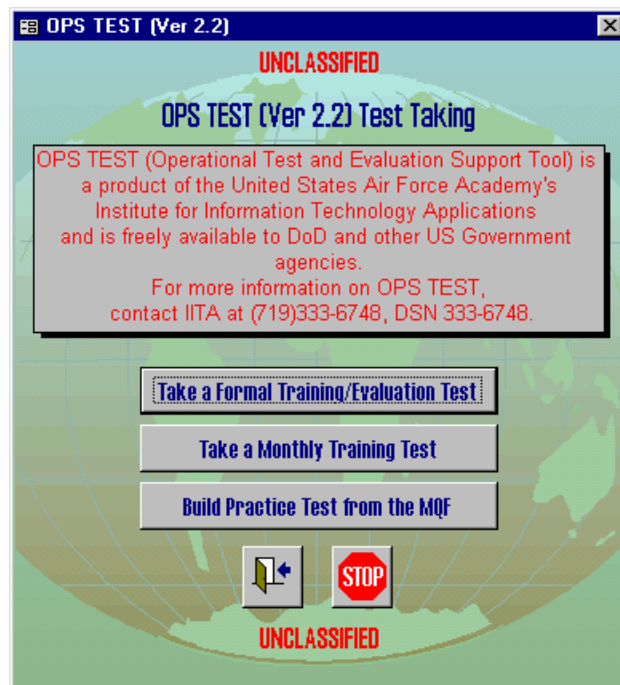 OPS TEST (Ver 2.2)
UNCLASSIFIED
OPS TEST (Ver 2.2) Test Taking
OPS TEST (Operational Test and Evaluation Support Tool) is
a product of the United States Air Force Academy's
Institute for Information Technology Applications
and is freely available to DoD and other US Government
agencies.
For more information on OPS TEST,
contact IITA at (719)333-6748, DSN 333-6748.
Take a Formal Training/Evaluation Test
Take a Monthly Training Test
Build Practice Test from the MQF
STOP
UNCLASSIFIED